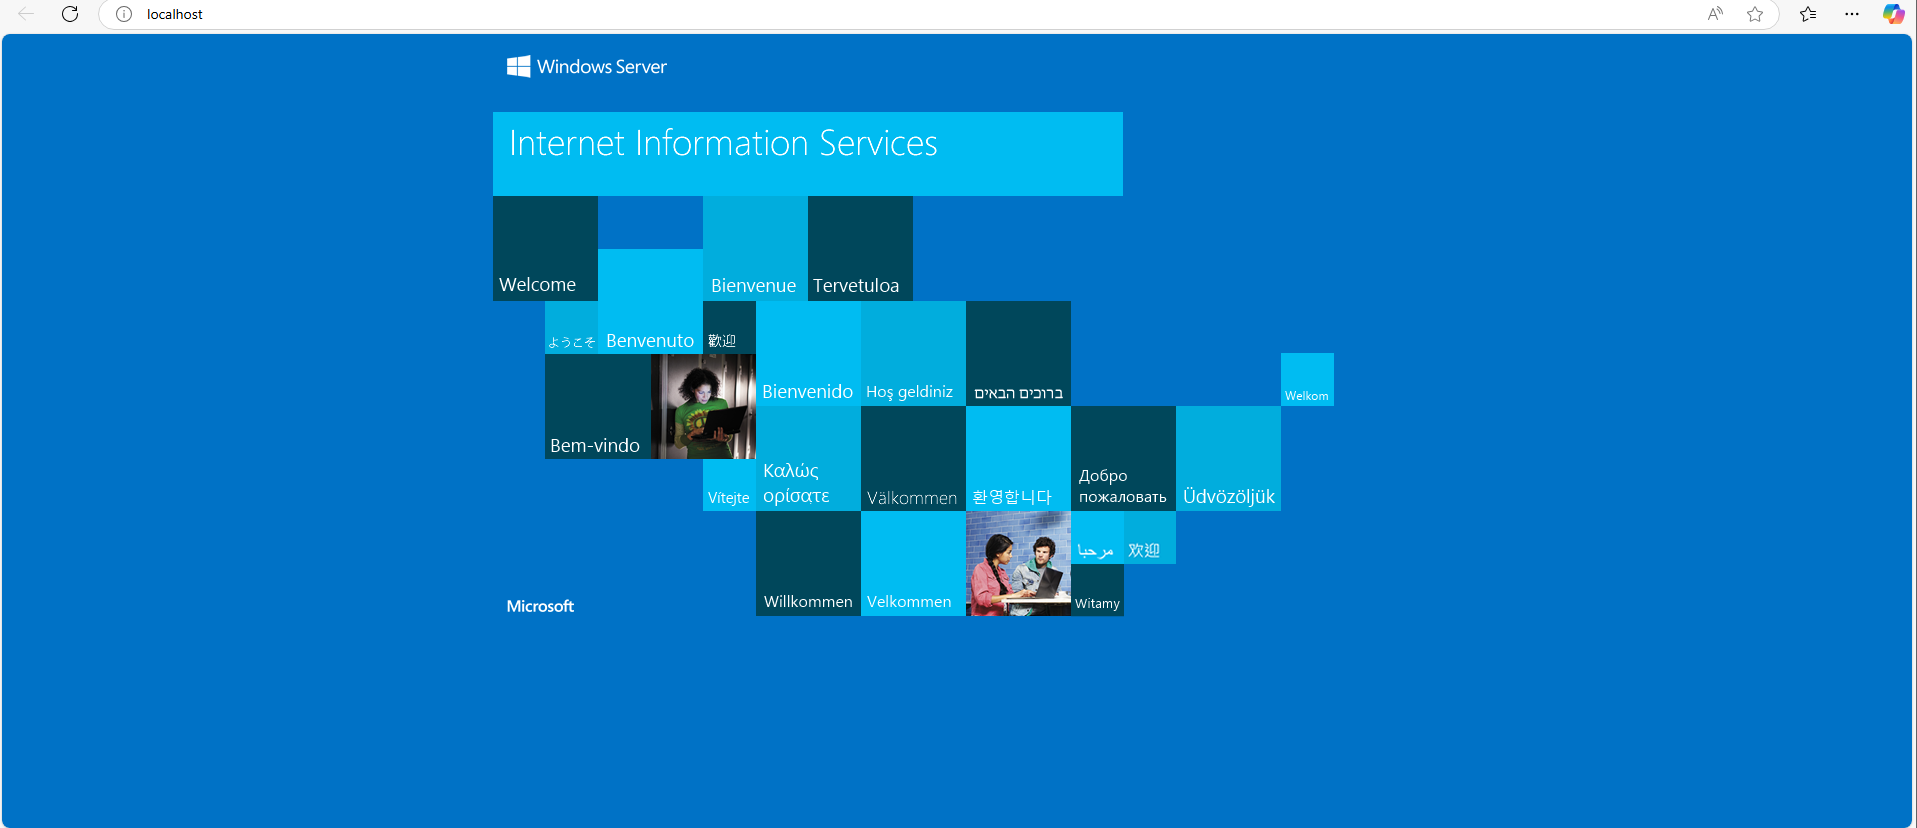 localhost
Windows Server
Internet Information Services
Welcome
Bienvenue
Tervetuloa
ようこそ
Benvenuto
歡迎
Bienvenido
Hoş geldiniz
ברוכים הבאים
Welkom
Bem-vindo
Vítejte
Καλώς
ορίσατε
Välkommen
환영합니다
Добро
пожаловать
Üdvözöljük
Willkommen
Velkommen
مرحبا
欢迎
Witamy
Microsoft